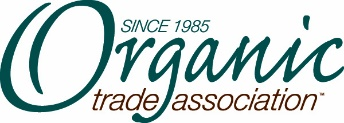 SINCE 1985
Organic
trade association™